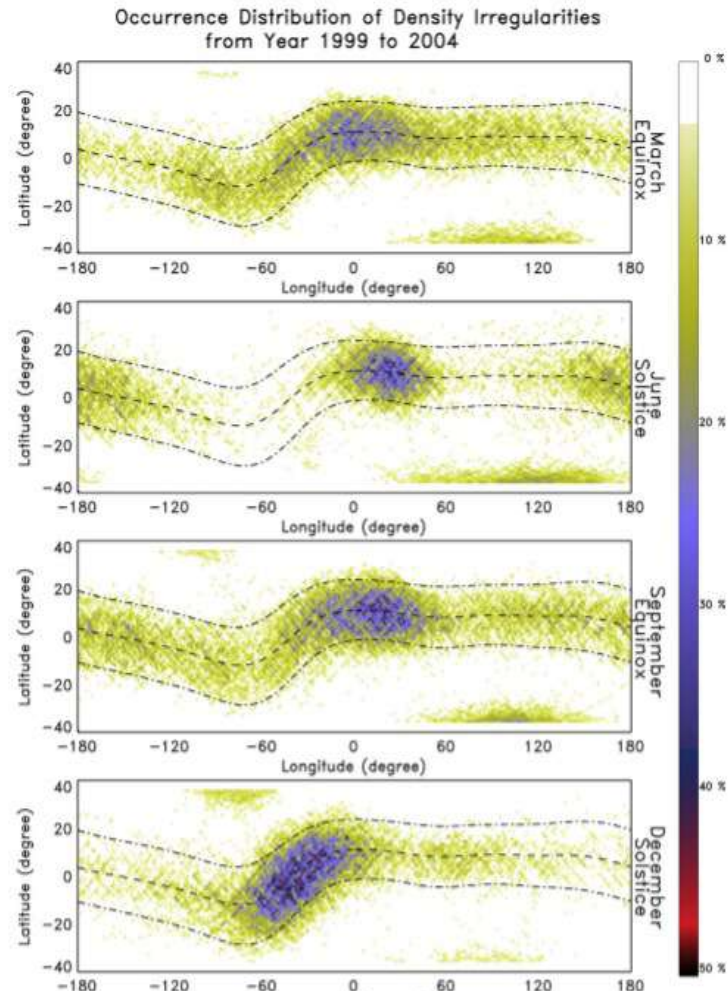 Occurrence Distribution of Density Irregularities
from Year 1999 to 2004
0 %
10 %
20 %
30 %
40 %
50 %
40
20
0
−20
−40
Latitude (degree)
−180 −120 −60 0 60 120 180
Longitude (degree)
March
Equinox
40
20
0
−20
−40
Latitude (degree)
−180 −120 −60 0 60 120 180
Longitude (degree)
June
Solstice
40
20
0
−20
−40
Latitude (degree)
−180 −120 −60 0 60 120 180
Longitude (degree)
September
Equinox
40
20
0
−20
−40
Latitude (degree)
−180 −120 −60 0 60 120 180
Longitude (degree)
December
Solstice